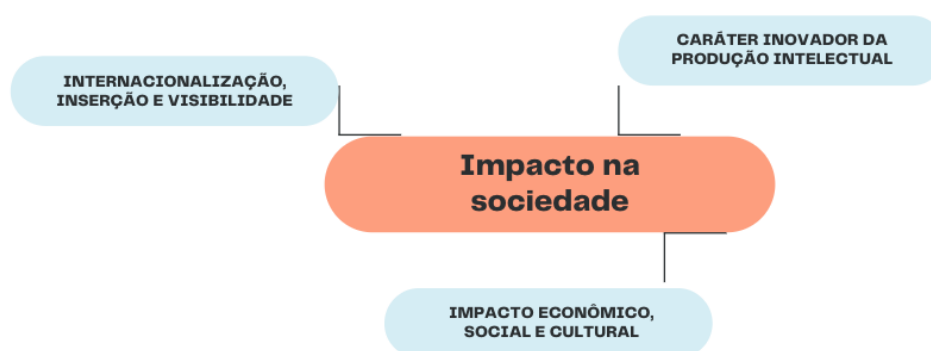 CARÁTER INOVADOR DA
PRODUÇÃO INTELECTUAL
INTERNACIONALIZAÇÃO,
INSERÇÃO E VISIBILIDADE
Impacto na
sociedade
IMPACTO ECONÔMICO,
SOCIAL E CULTURAL